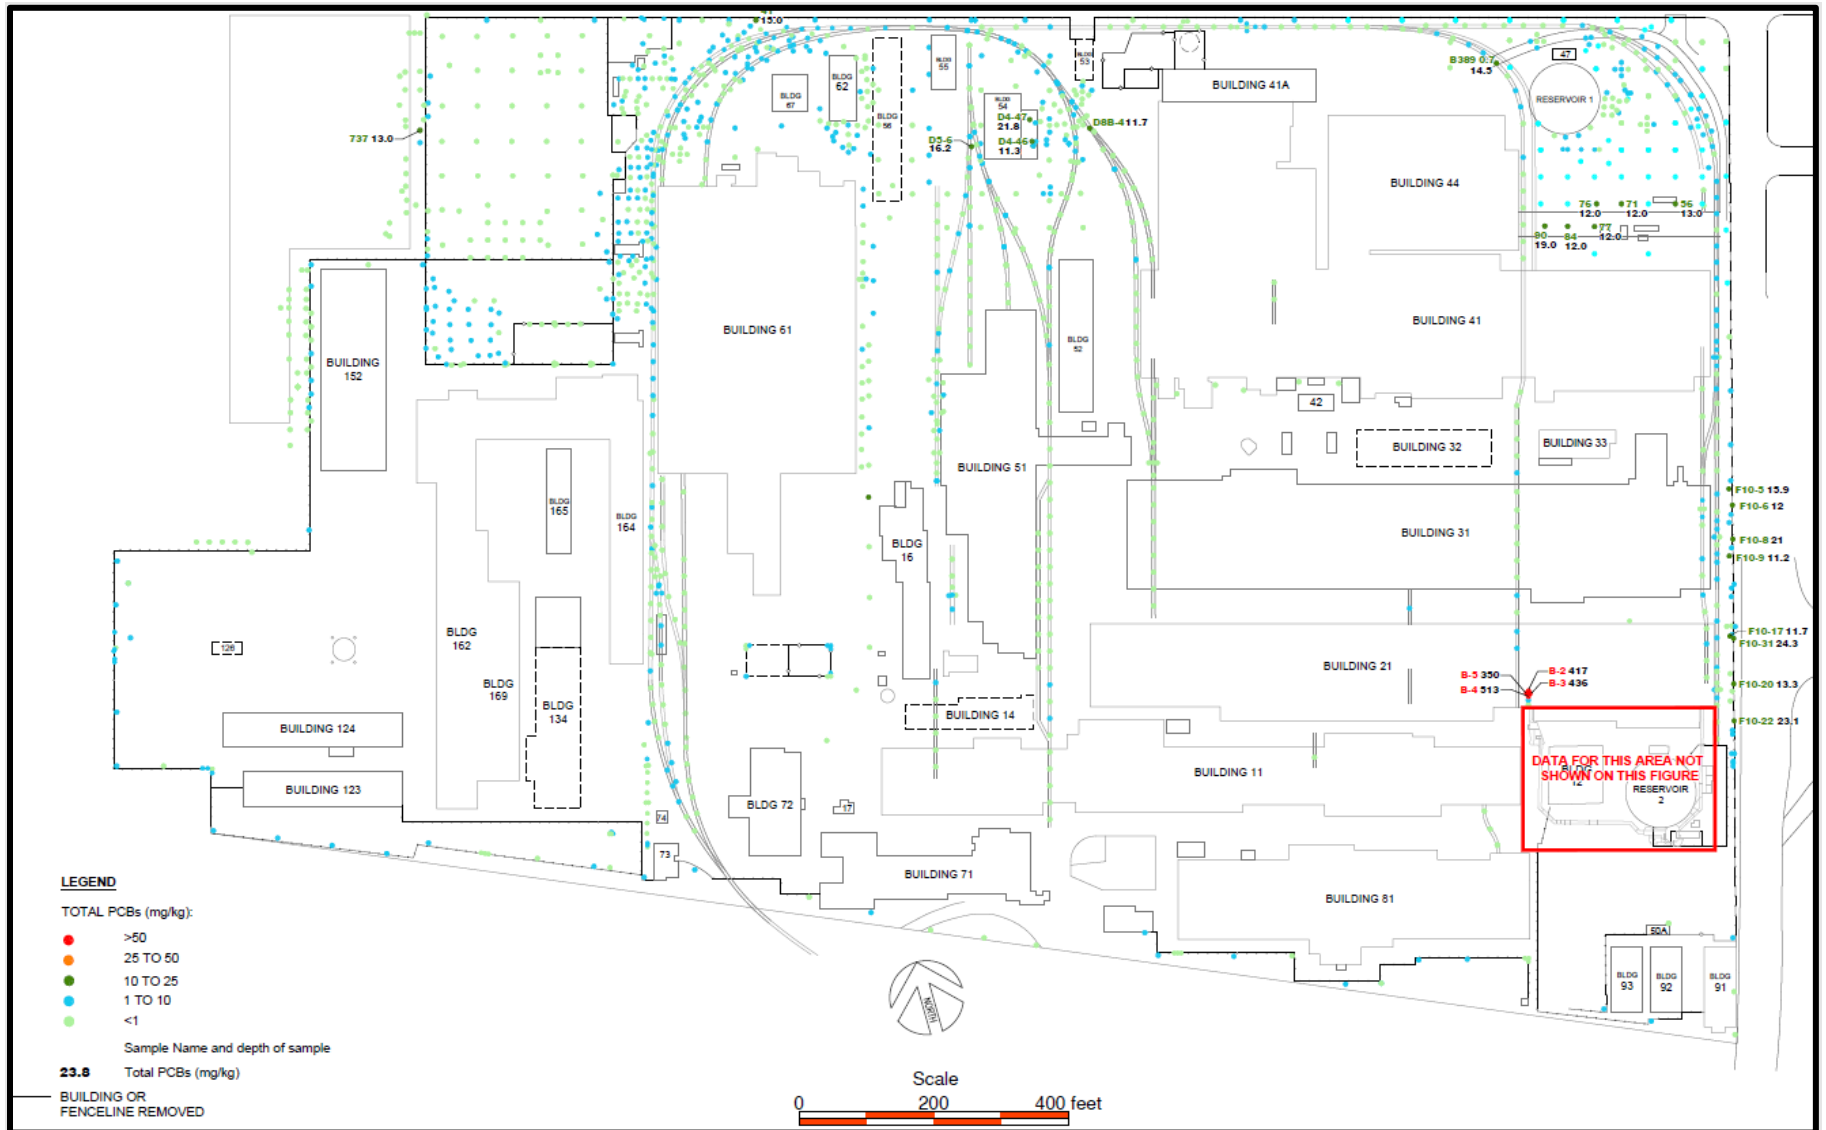 15.0
BLDG
53
BLDG
55
BLDG
62
BLDG
67
BLDG
56
BLDG
54
D4-47
21.8
D4-46
11.3
D5-6
16.2
D8B-4 11.7
737 13.0
BUILDING 41A
B389 0.7
14.5
47
RESERVOIR 1
BUILDING 44
76
12.0
71
12.0
56
13.0
19.0
84
12.0
77
12.0
BUILDING 61
BUILDING 41
BLDG
52
BUILDING
152
42
BUILDING 32
BUILDING 33
BUILDING 51
BLDG
165
BLDG
164
BLDG
16
BUILDING 31
F10-5 15.9
F10-6 12
F10-8 21
F10-9 11.2
F10-17 11.7
F10-31 24.3
F10-20 13.3
F10-22 23.1
126
BLDG
162
BLDG
169
BLDG
134
BUILDING 21
B-5 350
B-4 513
B-2 417
B-3 436
BUILDING 14
BUILDING 124
BUILDING 123
BUILDING 11
DATA FOR THIS AREA NOT
SHOWN ON THIS FIGURE
BLDG
12
RESERVOIR
2
BLDG 72
17
74
73
BUILDING 71
BUILDING 81
50A
BLDG
93
BLDG
92
BLDG
91
NORTH
LEGEND
TOTAL PCBs (mg/kg):
>50
25 TO 50
10 TO 25
1 TO 10
<1
Sample Name and depth of sample
23.8 Total PCBs (mg/kg)
BUILDING OR
FENCELINE REMOVED
Scale
0 200 400 feet